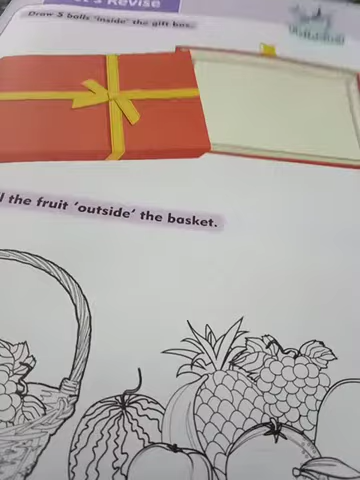 Revise
Draw 5 balls 'inside' the gift box.
the fruit 'outside' the basket.